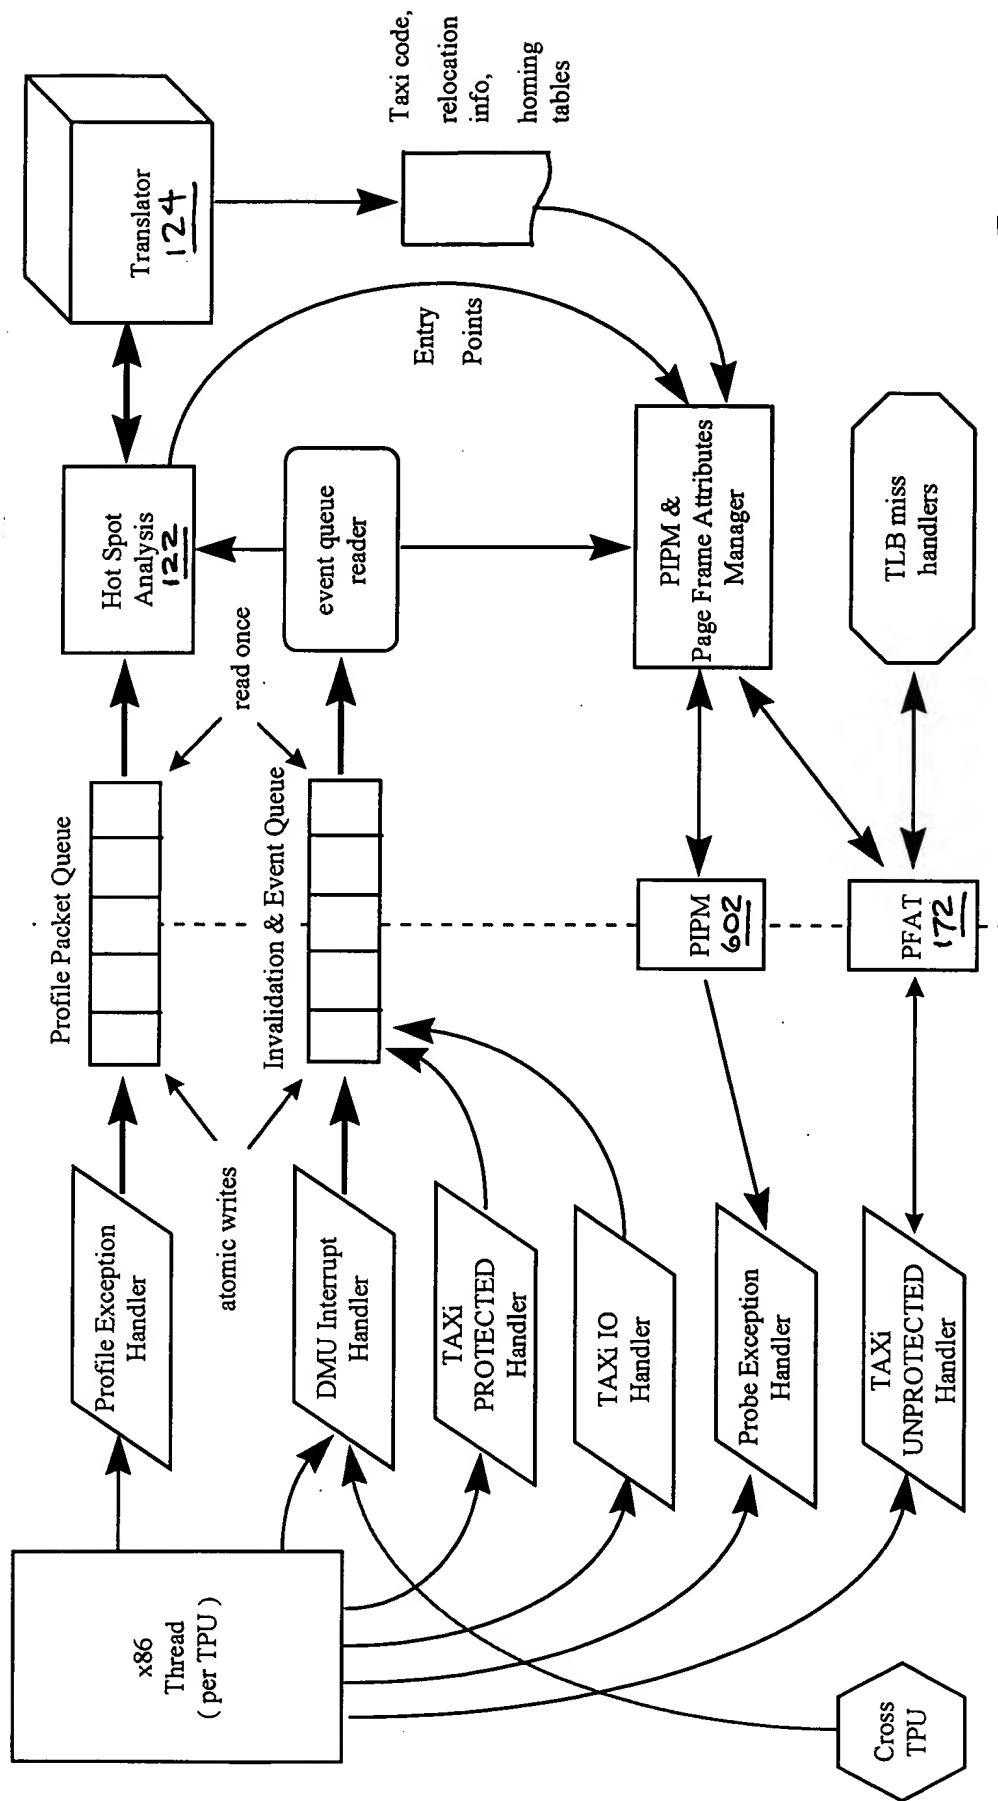 x86
Thread
( per TPU )
Cross
TPU
Profile Exception
Handler
atomic writes
DMU Interrupt
Handler
TAXi
PROTECTED
Handler
TAXi IO
Handler
Probe Exception
Handler
TAXi
UNPROTECTED
Handler
Profile Packet Queue
Invalidation & Event Queue
PIPM
602
PFAT
172
read once
Hot Spot
Analysis
122
event queue
reader
PIPM &
Page Frame Attributes
Manager
TLB miss
handlers
Entry
Points
Translator
124
Taxi code,
relocation
info,
homing
tables